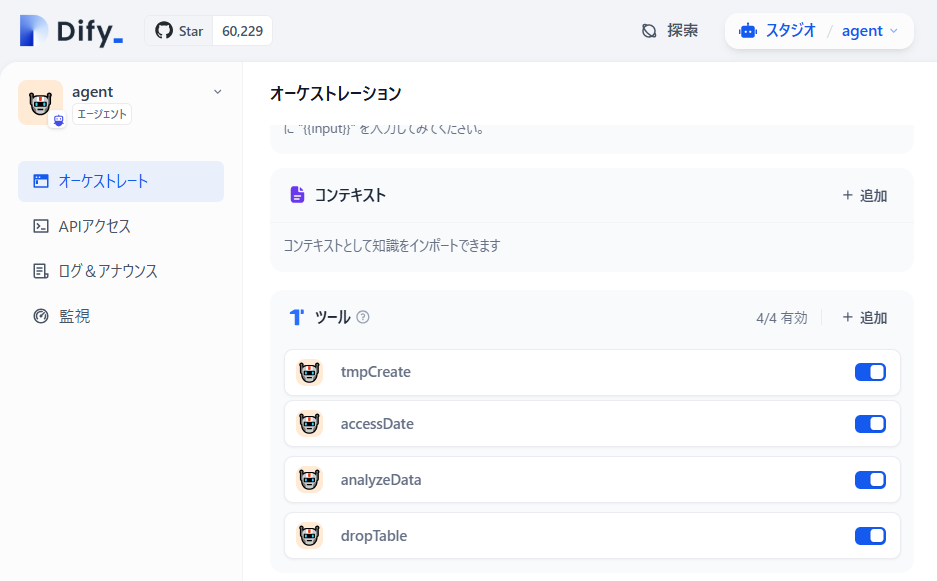 Dify_
Star 60,229
探索
スタジオ / agent
agent
エージェント
オーケストレート
APIアクセス
ログ＆アナウンス
監視
オーケストレーション
に "{{input}}" を入力してみてください。
コンテキスト
+ 追加
コンテキストとして知識をインポートできます
ツール ?
4/4 有効
+ 追加
tmpCreate
accessDate
analyzeData
dropTable